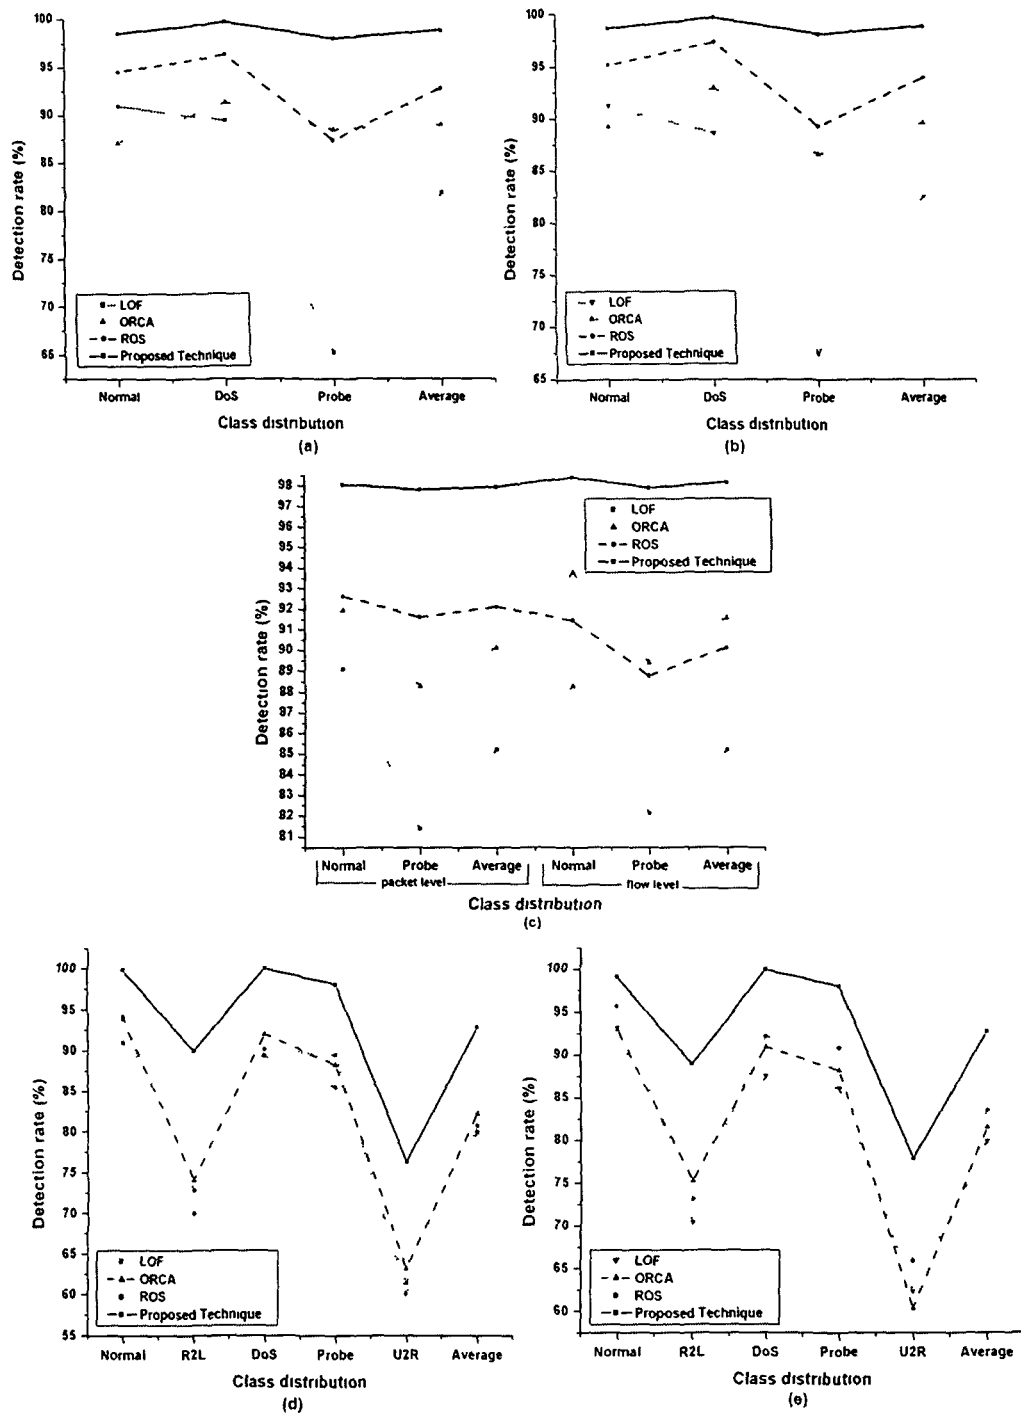 100
95
90
85
80
75
70
65
Detection rate (%)
LOF
ORCA
ROS
Proposed Technique
Normal DoS Probe Average
Class distribution
(a)
100
95
90
85
80
75
70
65
Detection rate (%)
LOF
ORCA
ROS
Proposed Technique
Normal DoS Probe Average
Class distribution
(b)
98
97
96
95
94
93
92
91
90
89
88
87
86
85
84
83
82
81
Detection rate (%)
LOF
ORCA
ROS
Proposed Technique
Normal Probe Average Normal Probe Average
packet level flow level
Class distribution
(c)
100
95
90
85
80
75
70
65
60
55
Detection rate (%)
LOF
ORCA
ROS
Proposed Technique
Normal R2L DoS Probe U2R Average
Class distribution
(d)
100
95
90
85
80
75
70
65
60
Detection rate (%)
LOF
ORCA
ROS
Proposed Technique
Normal R2L DoS Probe U2R Average
Class distribution
(e)